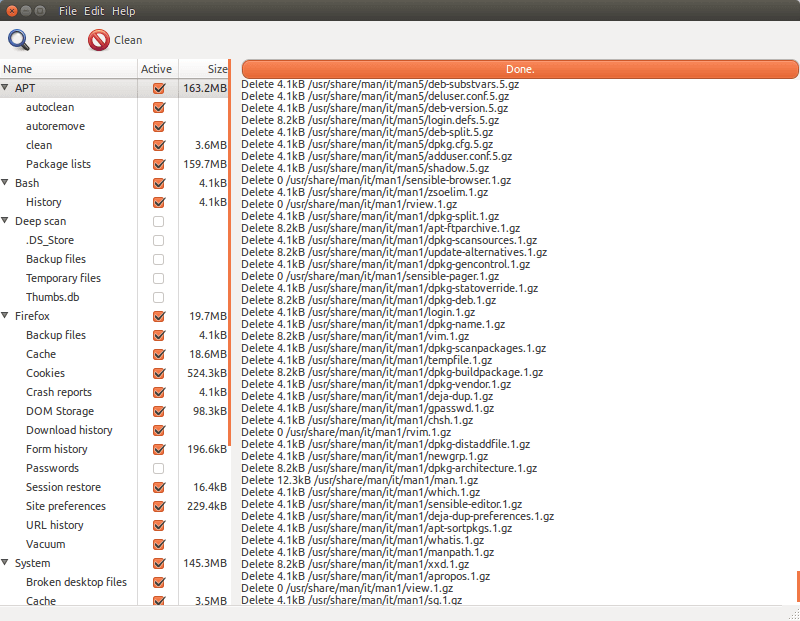 File Edit Help
Preview Clean
Name Active Size
APT 163.2MB
autoclean
autoremove
clean 3.6MB
Package lists 159.7MB
Bash 4.1kB
History 4.1kB
Deep scan
.DS_Store
Backup files
Temporary files
Thumbs.db
Firefox 19.7MB
Backup files 4.1kB
Cache 18.6MB
Cookies 524.3kB
Crash reports 4.1kB
DOM Storage 98.3kB
Download history
Form history 196.6kB
Passwords
Session restore 16.4kB
Site preferences 229.4kB
URL history
Vacuum
System 145.3MB
Broken desktop files
Cache 3.5MB
Done.
Delete 4.1kB /usr/share/man/it/man5/deb-substvars.5.gz
Delete 4.1kB /usr/share/man/it/man5/deluser.conf.5.gz
Delete 4.1kB /usr/share/man/it/man5/deb-version.5.gz
Delete 8.2kB /usr/share/man/it/man5/login.defs.5.gz
Delete 4.1kB /usr/share/man/it/man5/deb-split.5.gz
Delete 4.1kB /usr/share/man/it/man5/dpkg.cfg.5.gz
Delete 4.1kB /usr/share/man/it/man5/adduser.conf.5.gz
Delete 4.1kB /usr/share/man/it/man5/shadow.5.gz
Delete 0 /usr/share/man/it/man1/sensible-browser.1.gz
Delete 4.1kB /usr/share/man/it/man1/zsoelim.1.gz
Delete 0 /usr/share/man/it/man1/rview.1.gz
Delete 4.1kB /usr/share/man/it/man1/dpkg-split.1.gz
Delete 8.2kB /usr/share/man/it/man1/apt-ftparchive.1.gz
Delete 4.1kB /usr/share/man/it/man1/dpkg-scansources.1.gz
Delete 8.2kB /usr/share/man/it/man1/update-alternatives.1.gz
Delete 4.1kB /usr/share/man/it/man1/dpkg-gencontrol.1.gz
Delete 0 /usr/share/man/it/man1/sensible-pager.1.gz
Delete 4.1kB /usr/share/man/it/man1/dpkg-statoverride.1.gz
Delete 8.2kB /usr/share/man/it/man1/dpkg-deb.1.gz
Delete 4.1kB /usr/share/man/it/man1/login.1.gz
Delete 4.1kB /usr/share/man/it/man1/dpkg-name.1.gz
Delete 8.2kB /usr/share/man/it/man1/vim.1.gz
Delete 4.1kB /usr/share/man/it/man1/dpkg-scanpackages.1.gz
Delete 4.1kB /usr/share/man/it/man1/tempfile.1.gz
Delete 8.2kB /usr/share/man/it/man1/dpkg-buildpackage.1.gz
Delete 4.1kB /usr/share/man/it/man1/dpkg-vendor.1.gz
Delete 4.1kB /usr/share/man/it/man1/deja-dup.1.gz
Delete 4.1kB /usr/share/man/it/man1/gpasswd.1.gz
Delete 4.1kB /usr/share/man/it/man1/chsh.1.gz
Delete 0 /usr/share/man/it/man1/rvim.1.gz
Delete 4.1kB /usr/share/man/it/man1/dpkg-distaddfile.1.gz
Delete 4.1kB /usr/share/man/it/man1/newgrp.1.gz
Delete 8.2kB /usr/share/man/it/man1/dpkg-architecture.1.gz
Delete 12.3kB /usr/share/man/it/man1/man.1.gz
Delete 4.1kB /usr/share/man/it/man1/which.1.gz
Delete 4.1kB /usr/share/man/it/man1/sensible-editor.1.gz
Delete 4.1kB /usr/share/man/it/man1/deja-dup-preferences.1.gz
Delete 4.1kB /usr/share/man/it/man1/apt-sortpkgs.1.gz
Delete 4.1kB /usr/share/man/it/man1/whatis.1.gz
Delete 4.1kB /usr/share/man/it/man1/manpath.1.gz
Delete 8.2kB /usr/share/man/it/man1/xxd.1.gz
Delete 4.1kB /usr/share/man/it/man1/apropos.1.gz
Delete 0 /usr/share/man/it/man1/view.1.gz
Delete 4.1kB /usr/share/man/it/man1/sg.1.gz